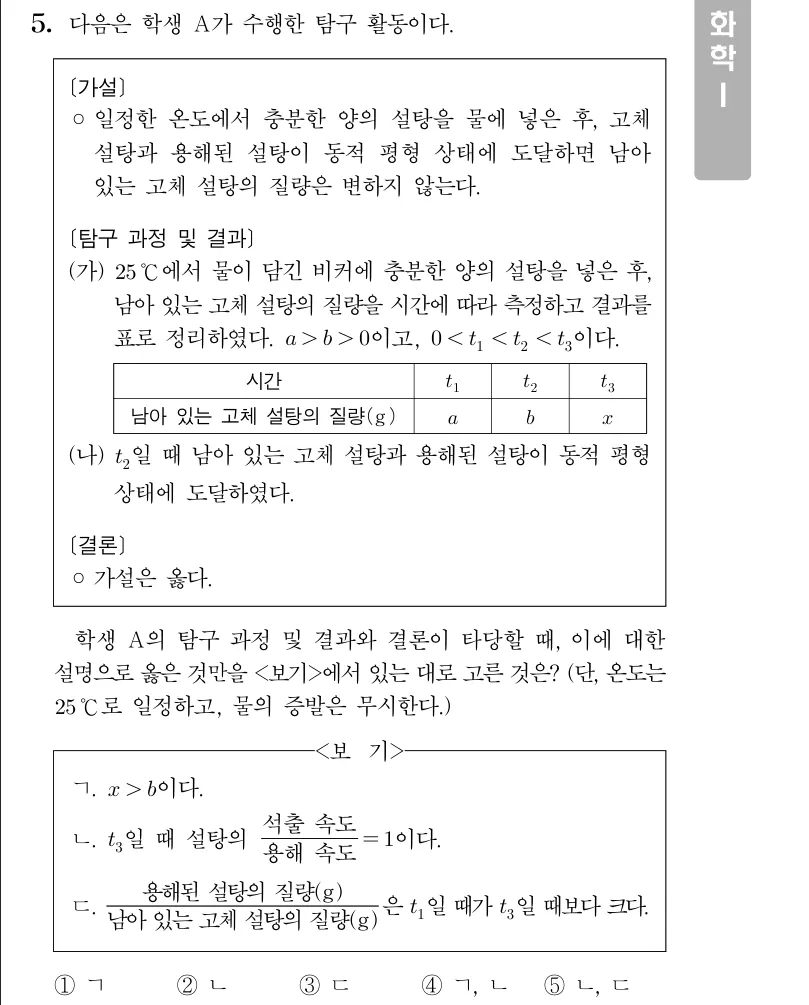 5. 다음은 학생 A가 수행한 탐구 활동이다.
화학 I
[가설]
○ 일정한 온도에서 충분한 양의 설탕을 물에 넣은 후, 고체
설탕과 용해된 설탕이 동적 평형 상태에 도달하면 남아
있는 고체 설탕의 질량은 변하지 않는다.
[탐구 과정 및 결과]
(가) 25℃에서 물이 담긴 비커에 충분한 양의 설탕을 넣은 후,
남아 있는 고체 설탕의 질량을 시간에 따라 측정하고 결과를
표로 정리하였다. a > b > 0이고, 0 < t₁ < t₂ < t₃이다.
시간 t₁ t₂ t₃
남아 있는 고체 설탕의 질량(g) a b x
(나) t₂일 때 남아 있는 고체 설탕과 용해된 설탕이 동적 평형
상태에 도달하였다.
[결론]
○ 가설은 옳다.
학생 A의 탐구 과정 및 결과와 결론이 타당할 때, 이에 대한
설명으로 옳은 것만을 <보기>에서 있는 대로 고른 것은? (단, 온도는
25℃로 일정하고, 물의 증발은 무시한다.)
<보 기>
ㄱ. x > b이다.
ㄴ. t₃일 때 설탕의 석출 속도/용해 속도 = 1이다.
ㄷ. 용해된 설탕의 질량(g)/남아 있는 고체 설탕의 질량(g)은 t₁일 때가 t₃일 때보다 크다.
① ㄱ ② ㄴ ③ ㄷ ④ ㄱ, ㄴ ⑤ ㄴ, ㄷ